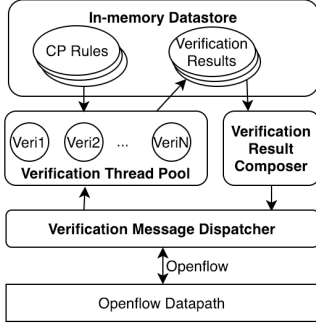 In-memory Datastore
CP Rules
Verification
Results
Veri1 Veri2 ... VeriN
Verification Thread Pool
Verification
Result
Composer
Verification Message Dispatcher
Openflow
Openflow Datapath